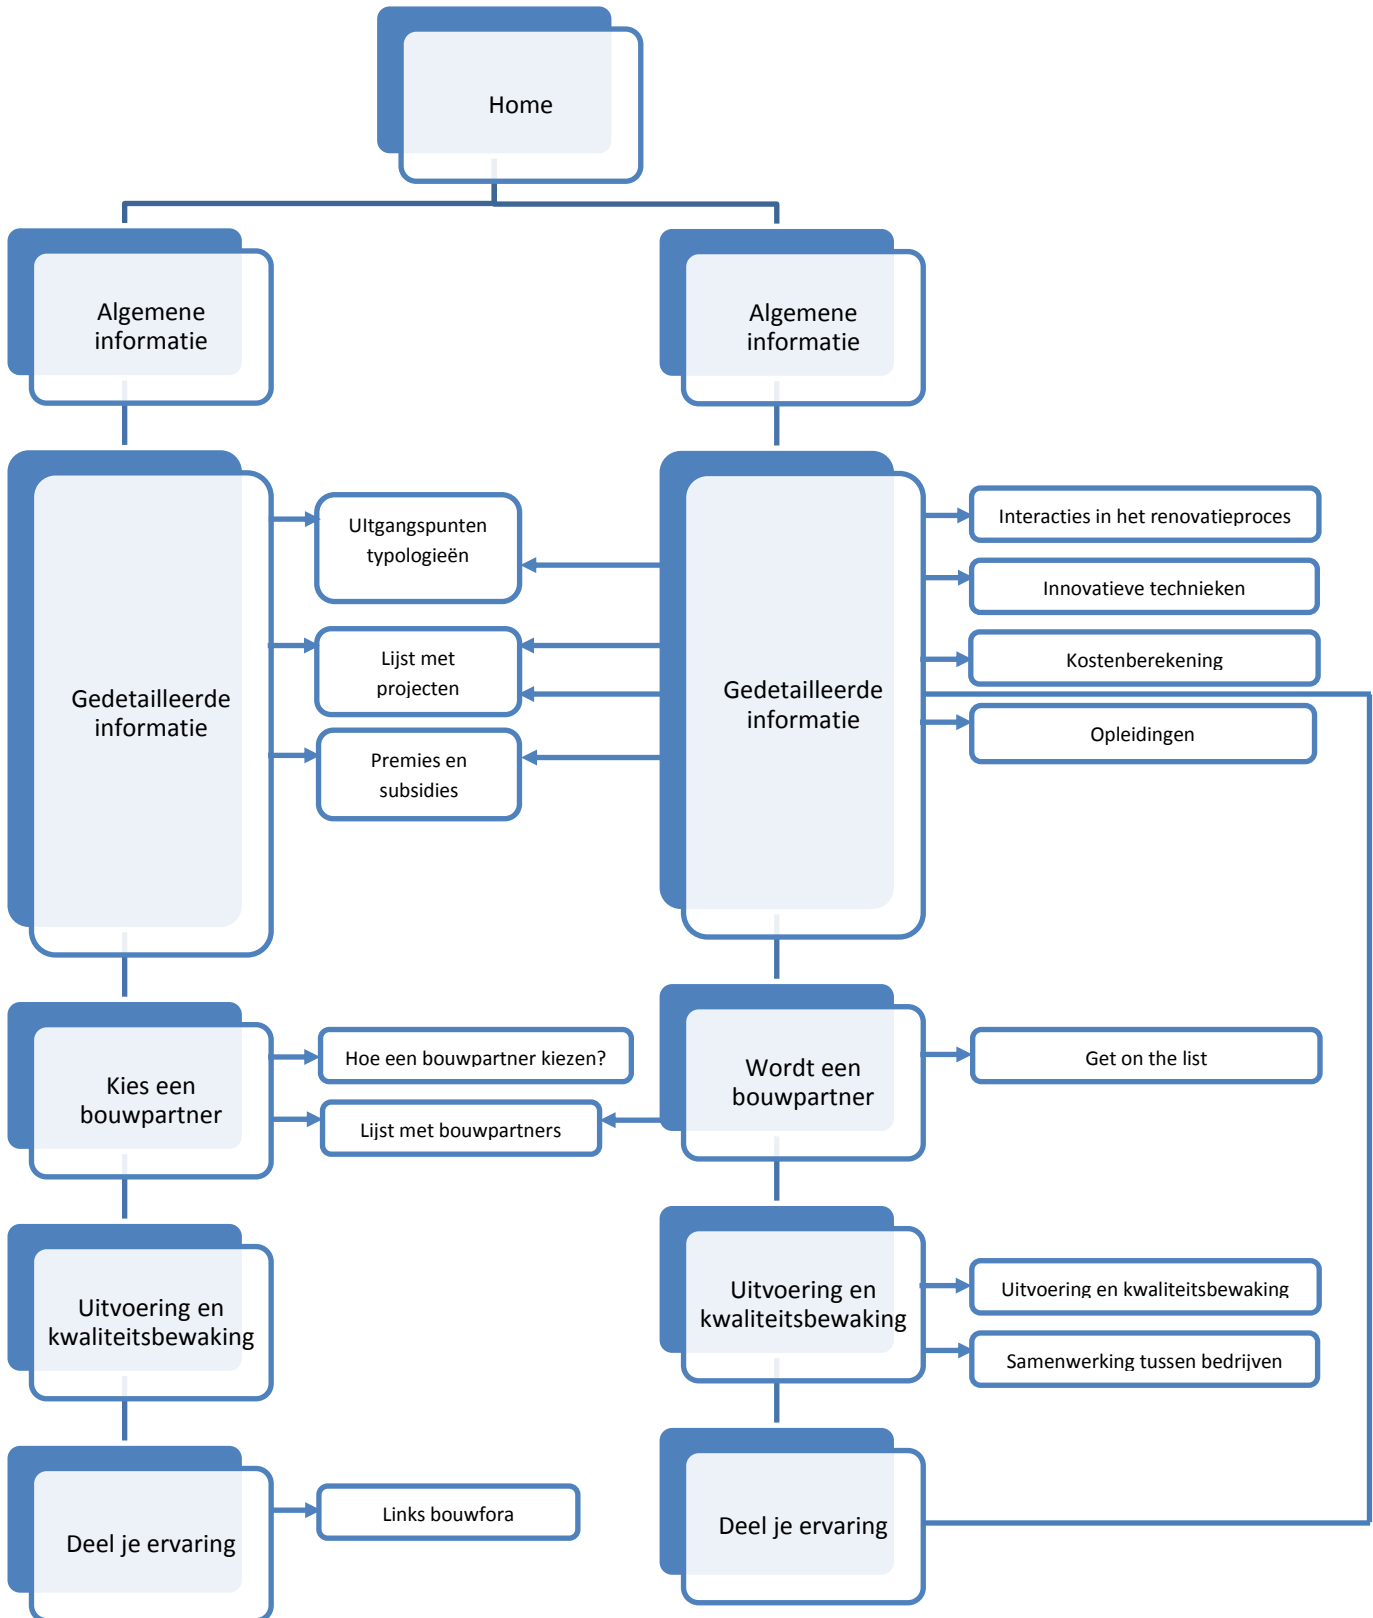 Home
Algemene
informatie
Algemene
informatie
Gedetailleerde
informatie
UItgangspunten
typologieën
Lijst met
projecten
Premies en
subsidies
Gedetailleerde
informatie
Interacties in het renovatieproces
Innovatieve technieken
Kostenberekening
Opleidingen
Kies een
bouwpartner
Hoe een bouwpartner kiezen?
Lijst met bouwpartners
Wordt een
bouwpartner
Get on the list
Uitvoering en
kwaliteitsbewaking
Uitvoering en
kwaliteitsbewaking
Uitvoering en kwaliteitsbewaking
Samenwerking tussen bedrijven
Deel je ervaring
Links bouwfora
Deel je ervaring